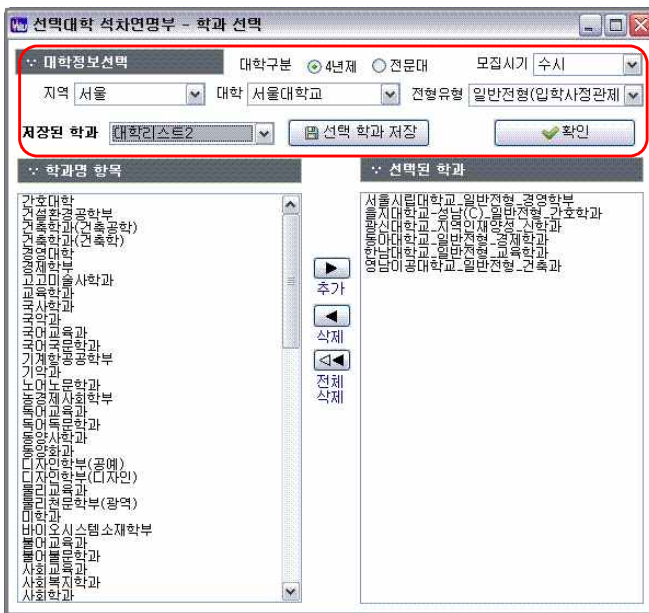 선택대학 석차연명부 - 학과 선택
대학정보선택 대학구분 4년제 전문대 모집시기 수시
지역 서울 대학 서울대학교 전형유형 일반전형(입학사정관제
저장된 학과 대학리스트2 선택 학과 저장 확인
학과명 항목
간호대학
건설환경공학부
건축학과(건축공학)
건축학과(건축학)
경영대학
경제학부
고고미술사학과
교육학과
국사학과
국악과
국어교육과
국어국문학과
기계항공공학부
기악과
노어노문학과
농경제사회학부
독어교육과
독어독문학과
동양사학과
동양화과
디자인학부(공예)
디자인학부(디자인)
물리교육과
물리천문학부(광역)
미학과
바이오시스템소재학부
불어교육과
불어불문학과
사회교육과
사회복지학과
사회학과
추가
삭제
전체
삭제
선택된 학과
서울시립대학교_일반전형_경영학부
을지대학교-성남(C)_일반전형_간호학과
광신대학교_지역인재양성_신학과
동아대학교_일반전형_경제학과
한남대학교_일반전형_교육학과
영남이공대학교_일반전형_건축과